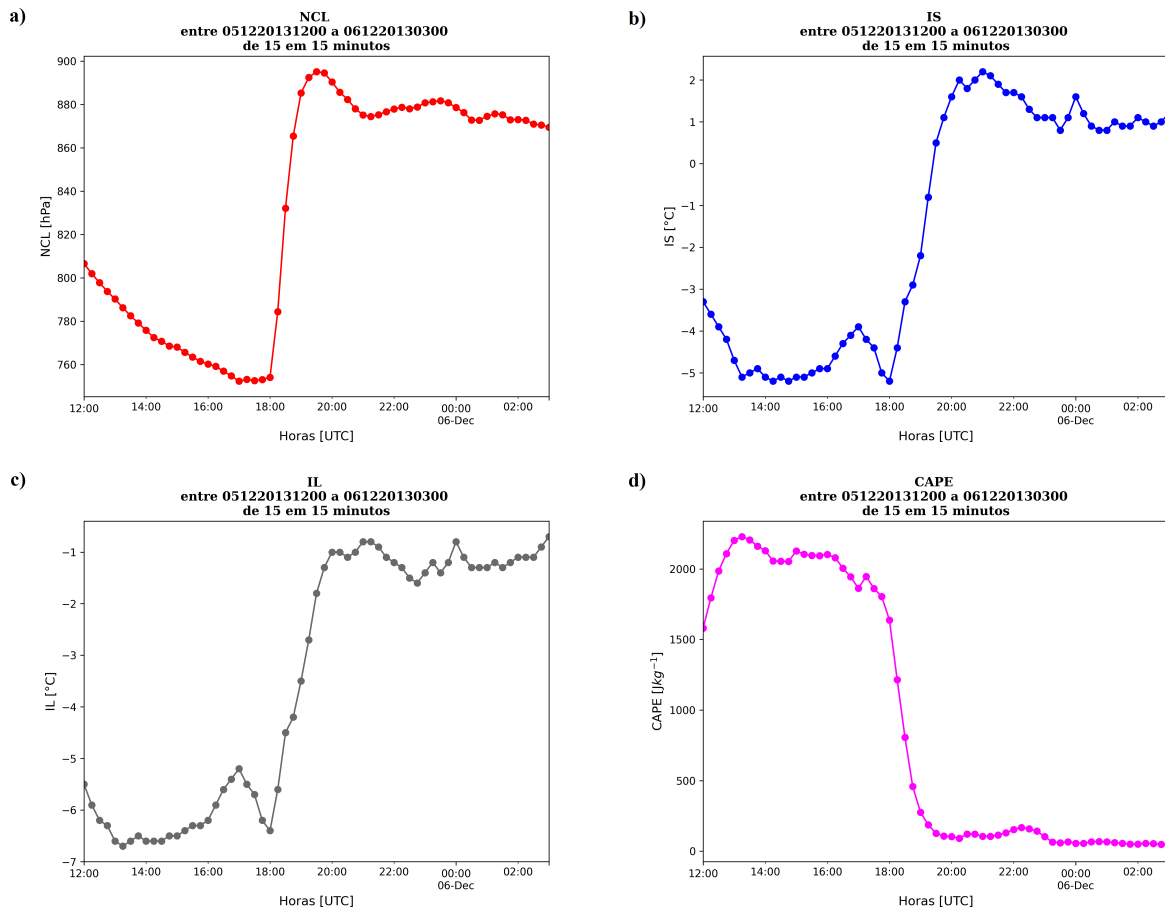 a)
NCL
entre 051220131200 a 061220130300
de 15 em 15 minutos
NCL [hPa]
900
880
860
840
820
800
780
760
12:00 14:00 16:00 18:00 20:00 22:00 00:00 02:00
06-Dec
Horas [UTC]
b)
IS
entre 051220131200 a 061220130300
de 15 em 15 minutos
IS [°C]
2
1
0
−1
−2
−3
−4
−5
12:00 14:00 16:00 18:00 20:00 22:00 00:00 02:00
06-Dec
Horas [UTC]
c)
IL
entre 051220131200 a 061220130300
de 15 em 15 minutos
IL [°C]
−1
−2
−3
−4
−5
−6
−7
12:00 14:00 16:00 18:00 20:00 22:00 00:00 02:00
06-Dec
Horas [UTC]
d)
CAPE
entre 051220131200 a 061220130300
de 15 em 15 minutos
CAPE [Jkg⁻¹]
2000
1500
1000
500
0
12:00 14:00 16:00 18:00 20:00 22:00 00:00 02:00
06-Dec
Horas [UTC]